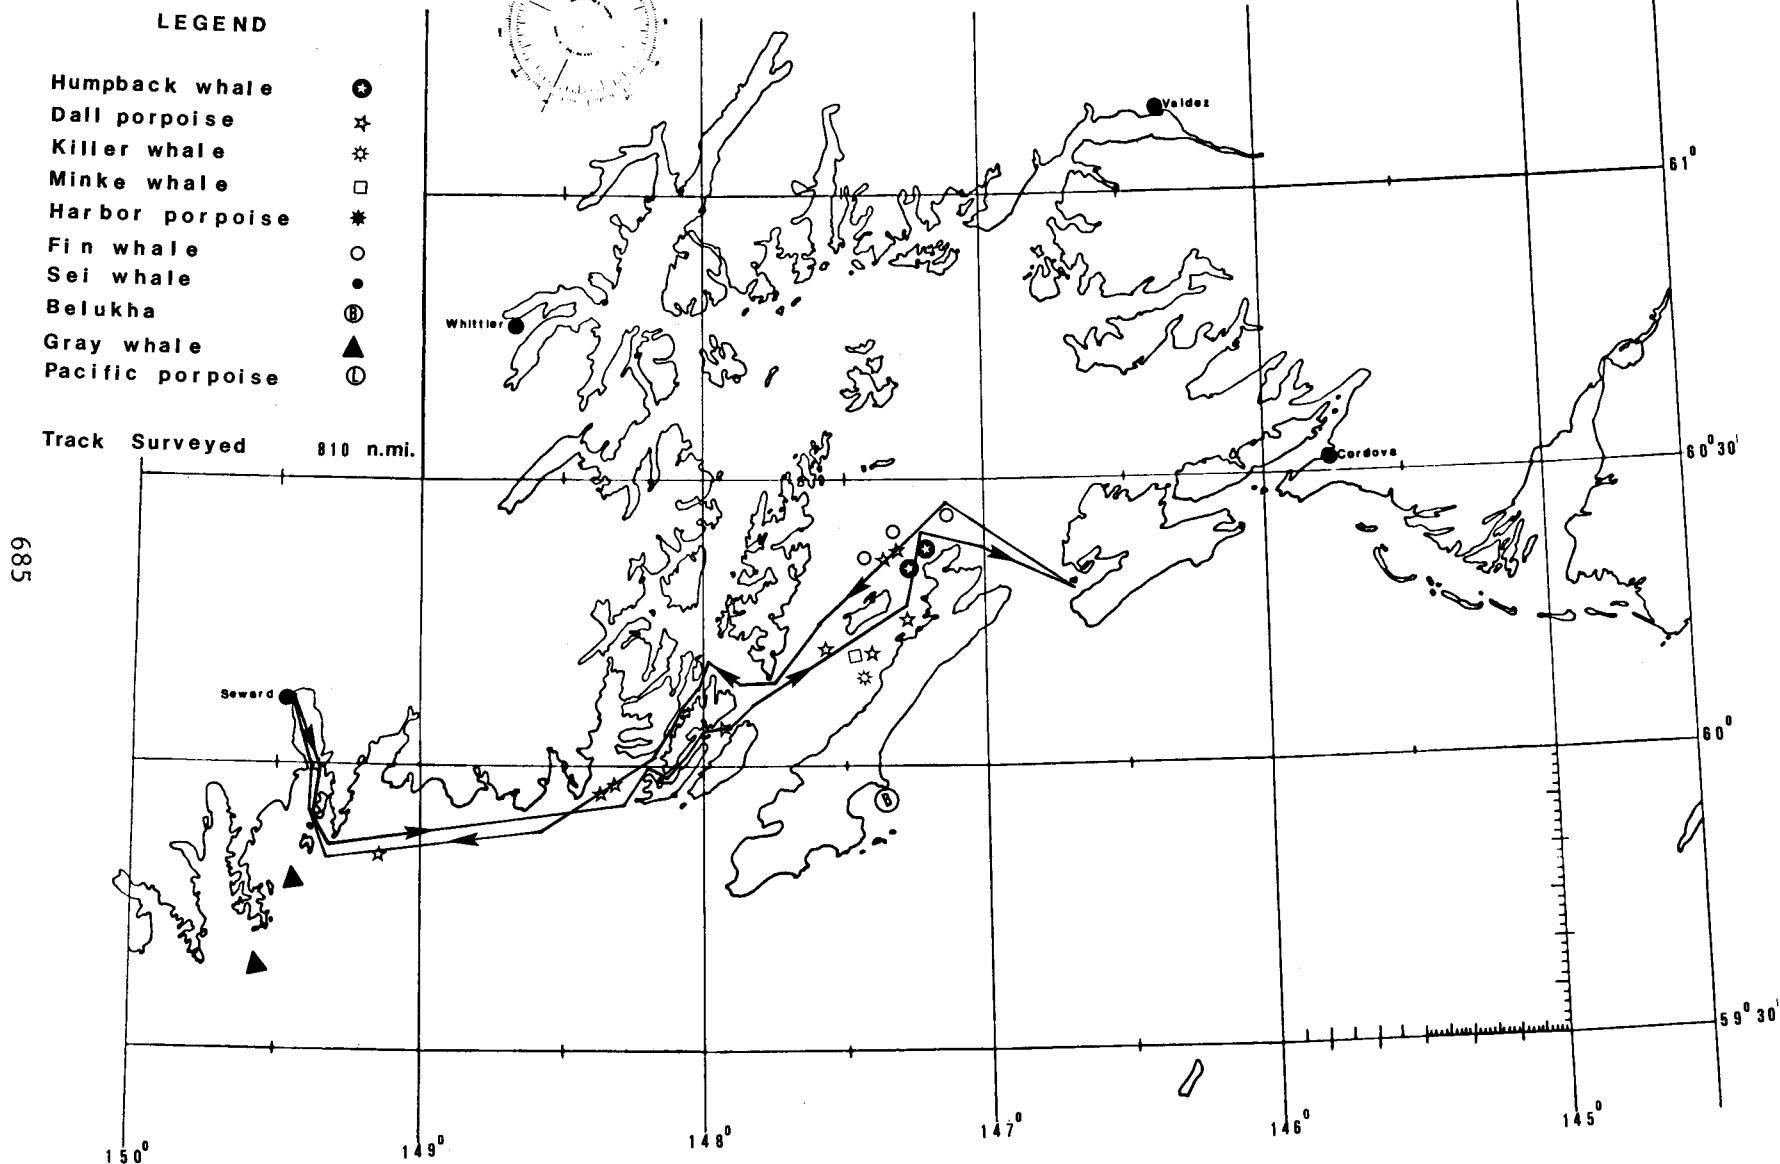 LEGEND
Humpback whale
Dall porpoise
Killer whale
Minke whale
Harbor porpoise
Fin whale
Sei whale
Belukha
B
Gray whale
Pacific porpoise
L
Track Surveyed 810 n.mi.
Valdez
61°
Whittier
Cordova
60°30'
685
Seward
60°
B
59°30'
150°
149°
148°
147°
146°
145°